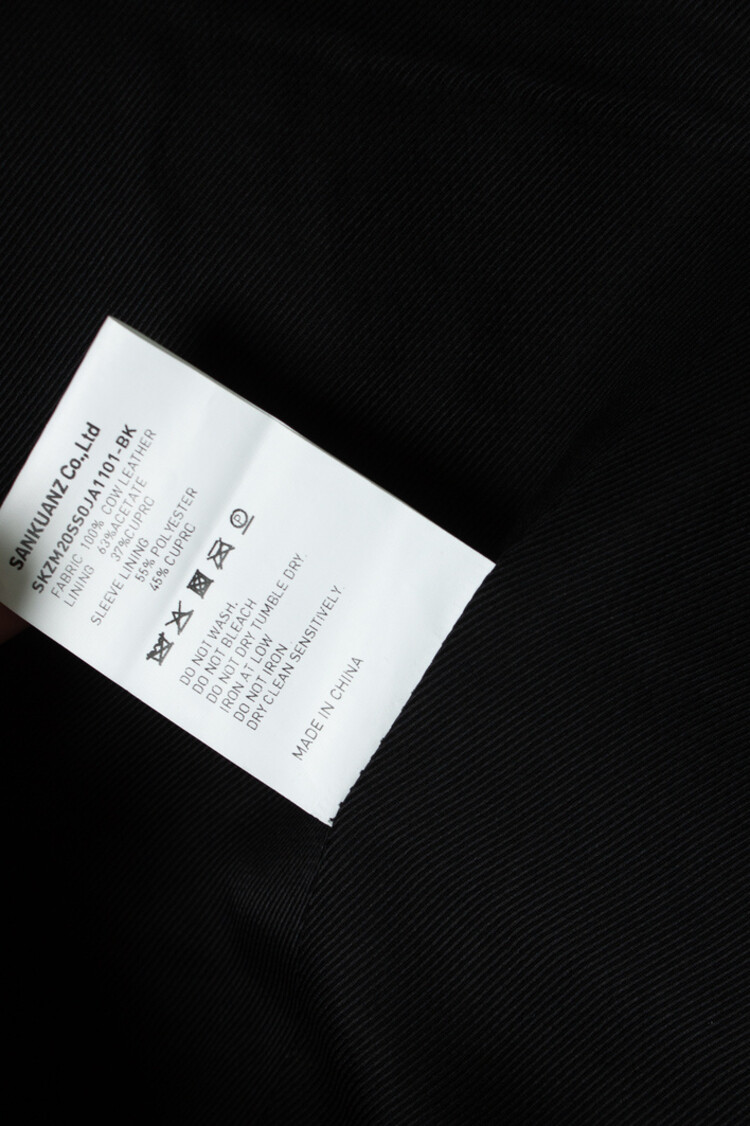 SANKUANZ Co.,Ltd
SKZM20SS0JA1101-BK
FABRIC 100% COW LEATHER
LINING 63%ACETATE
37%CUPRC
SLEEVE LINING
55% POLYESTER
45% CUPRC
P
DO NOT WASH.
DO NOT BLEACH
DO NOT DRY TUMBLE DRY.
IRON AT LOW
DO NOT IRON
DRY CLEAN SENSITIVELY.
MADE IN CHINA